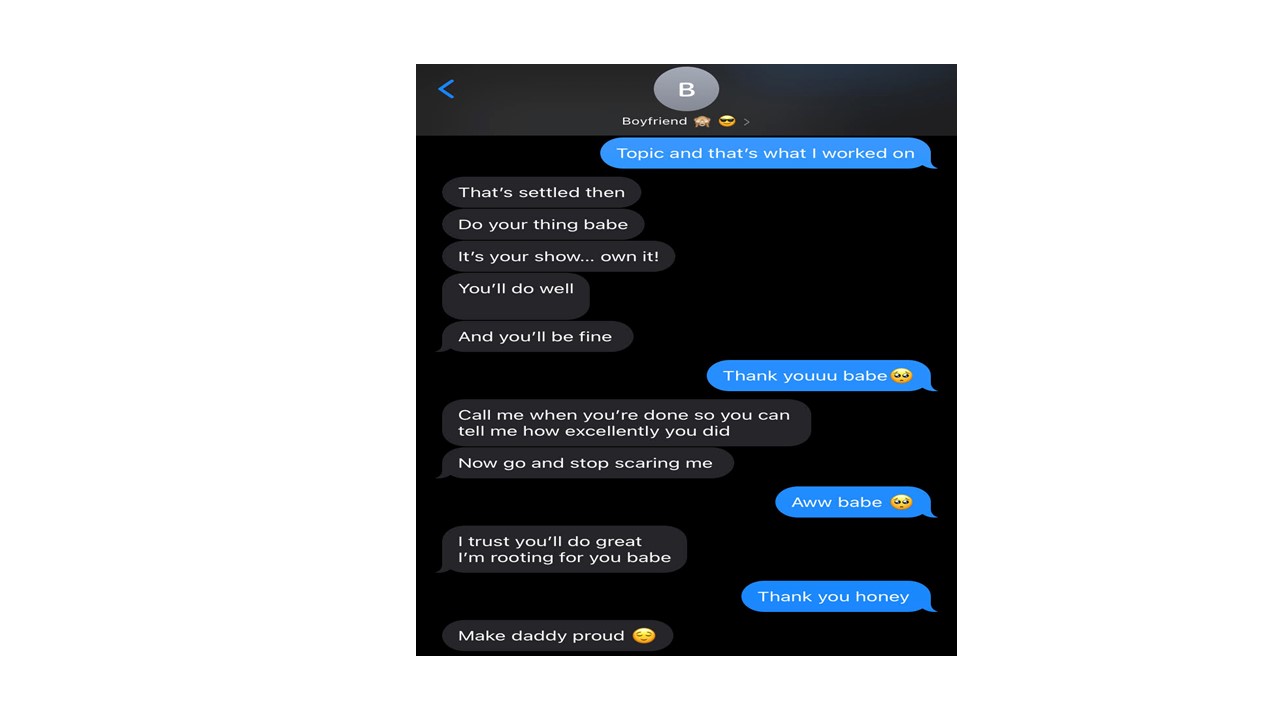 B
Boyfriend 🙈 😎 >
Topic and that’s what I worked on
That’s settled then
Do your thing babe
It’s your show... own it!
You’ll do well
And you’ll be fine
Thank youuu babe🥺
Call me when you’re done so you can
tell me how excellently you did
Now go and stop scaring me
Aww babe 🥺
I trust you’ll do great
I’m rooting for you babe
Thank you honey
Make daddy proud 😌